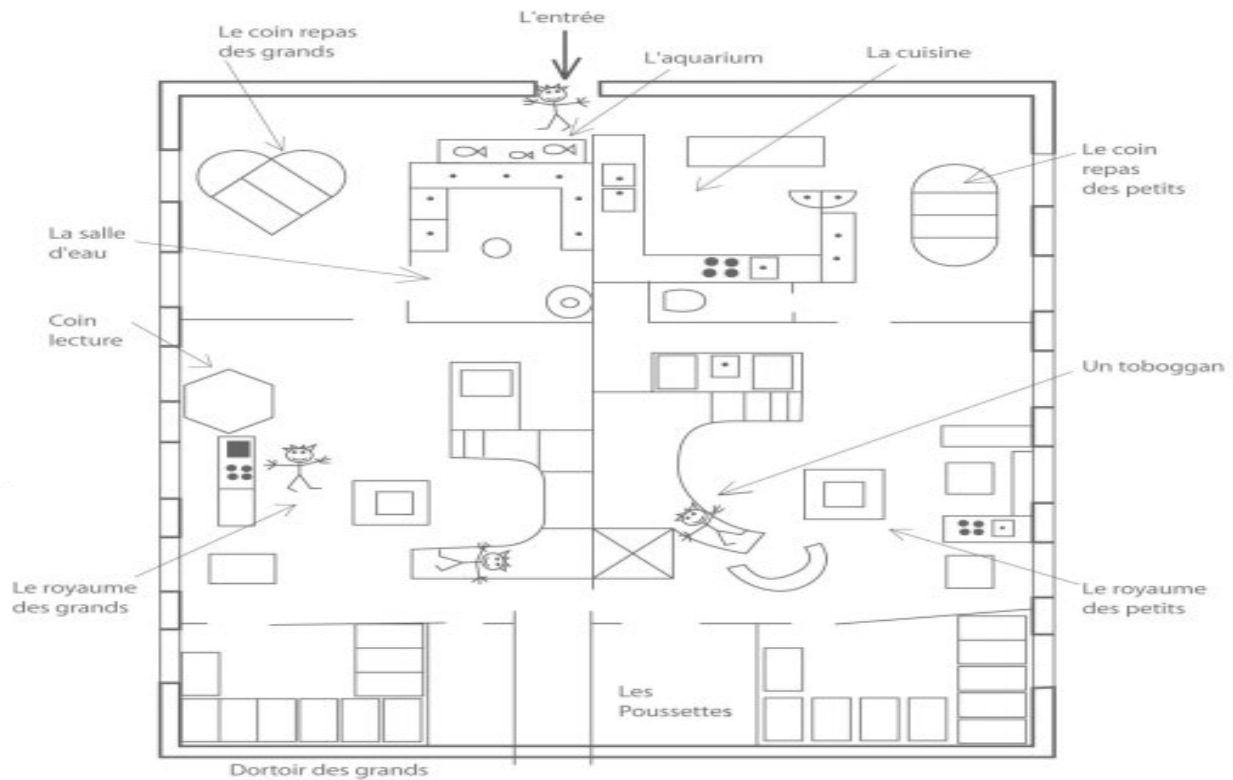 L'entrée
Le coin repas
des grands
L'aquarium
La cuisine
Le coin
repas
des petits
La salle
d'eau
Coin
lecture
Un toboggan
Le royaume
des grands
Le royaume
des petits
Les
Poussettes
Dortoir des grands